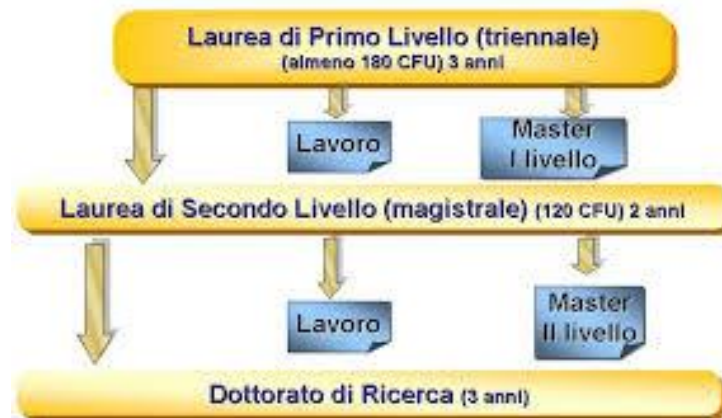 Laurea di Primo Livello (triennale)
(almeno 180 CFU) 3 anni
Lavoro
Master
I livello
Laurea di Secondo Livello (magistrale) (120 CFU) 2 anni
Lavoro
Master
II livello
Dottorato di Ricerca (3 anni)